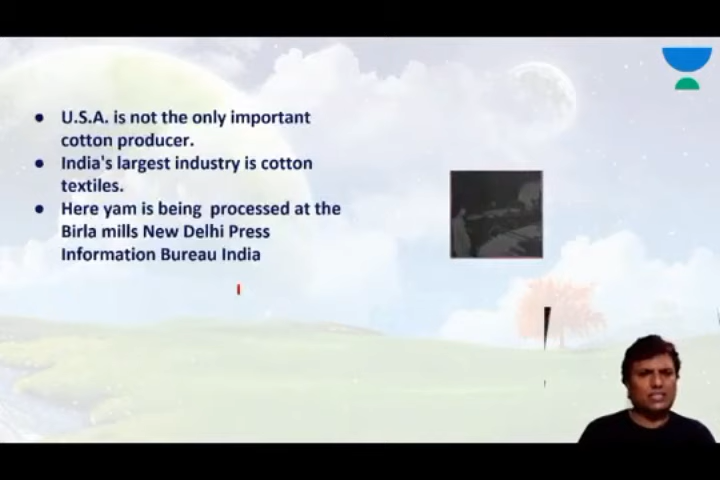 U.S.A. is not the only important
cotton producer.
India's largest industry is cotton
textiles.
Here yam is being processed at the
Birla mills New Delhi Press
Information Bureau India